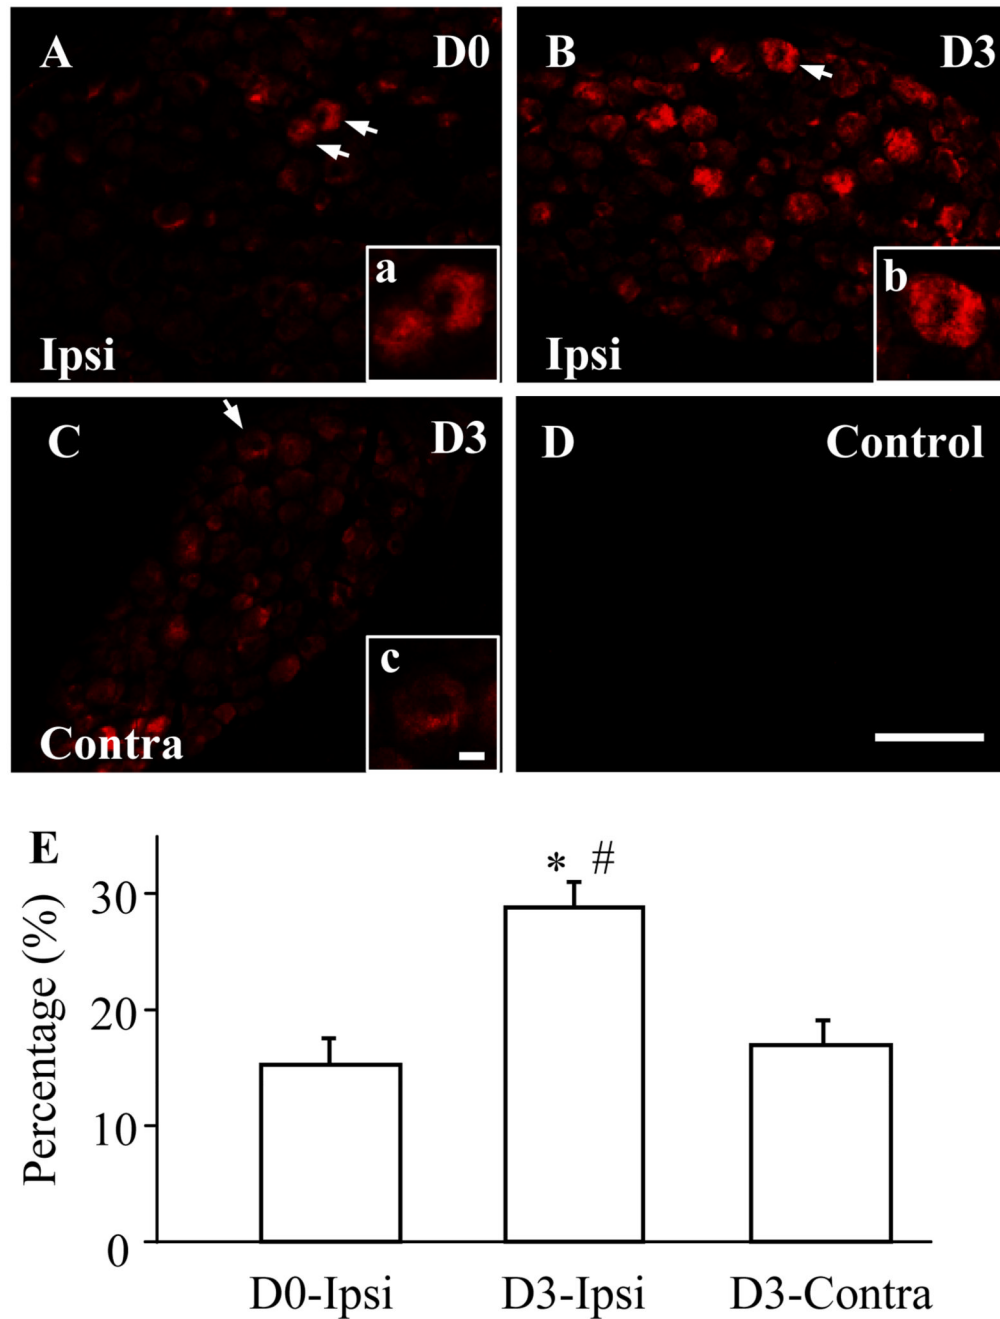 A D0
a
Ipsi
B D3
b
Ipsi
C D3
c
Contra
D Control
E
Percentage (%)
* #
30
20
10
0
D0-Ipsi D3-Ipsi D3-Contra